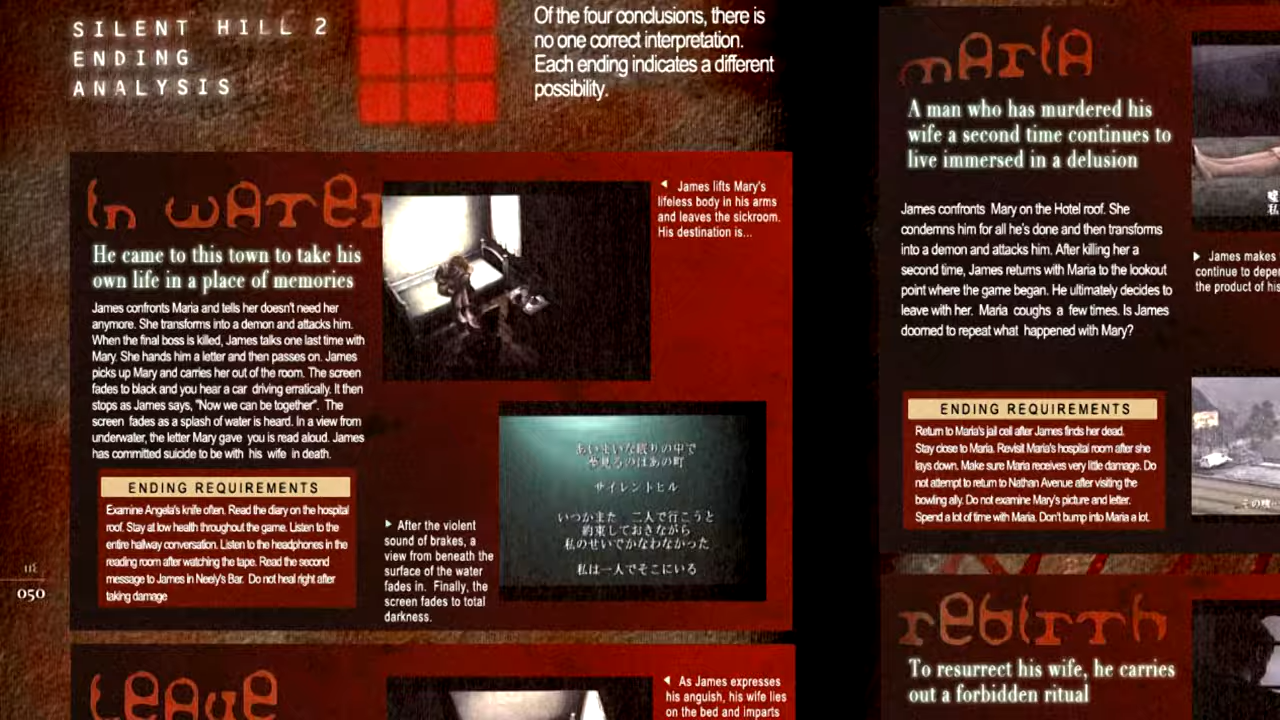 SILENT HILL 2
ENDING
ANALYSIS
Of the four conclusions, there is
no one correct interpretation.
Each ending indicates a different
possibility.
In water
He came to this town to take his
own life in a place of memories
James confronts Maria and tells her doesn't need her
anymore. She transforms into a demon and attacks him.
When the final boss is killed, James talks one last time with
Mary. She hands him a letter and then passes on. James
picks up Mary and carries her out of the room. The screen
fades to black and you hear a car driving erratically. It then
stops as James says, "Now we can be together". The
screen fades as a splash of water is heard. In a view from
underwater, the letter Mary gave you is read aloud. James
has committed suicide to be with his wife in death.
ENDING REQUIREMENTS
Examine Angela's knife often. Read the diary on the hospital
roof. Stay at low health throughout the game. Listen to the
entire hallway conversation. Listen to the headphones in the
reading room after watching the tape. Read the second
message to James in Neely's Bar. Do not heal right after
taking damage
James lifts Mary's
lifeless body in his arms
and leaves the sickroom.
His destination is...
After the violent
sound of brakes, a
view from beneath the
surface of the water
fades in. Finally, the
screen fades to total
darkness.
あいまいな眠りの中で
夢見るのはあの町
サイレントヒル
いつかまた 二人で行こうと
約束しておきながら
私のせいでかなわなかった
私は一人でそこにいる
050
Leave
As James expresses
his anguish, his wife lies
on the bed and imparts
maria
A man who has murdered his
wife a second time continues to
live immersed in a delusion
James confronts Mary on the Hotel roof. She
condemns him for all he's done and then transforms
into a demon and attacks him. After killing her a
second time, James returns with Maria to the lookout
point where the game began. He ultimately decides to
leave with her. Maria coughs a few times. Is James
doomed to repeat what happened with Mary?
ENDING REQUIREMENTS
Return to Maria's jail cell after James finds her dead.
Stay close to Maria. Revisit Maria's hospital room after she
lays down. Make sure Maria receives very little damage. Do
not attempt to return to Nathan Avenue after visiting the
bowling ally. Do not examine Mary's picture and letter.
Spend a lot of time with Maria. Don't bump into Maria a lot.
嘘
私
James makes
continue to depe
the product of his
その咳
rebirth
To resurrect his wife, he carries
out a forbidden ritual